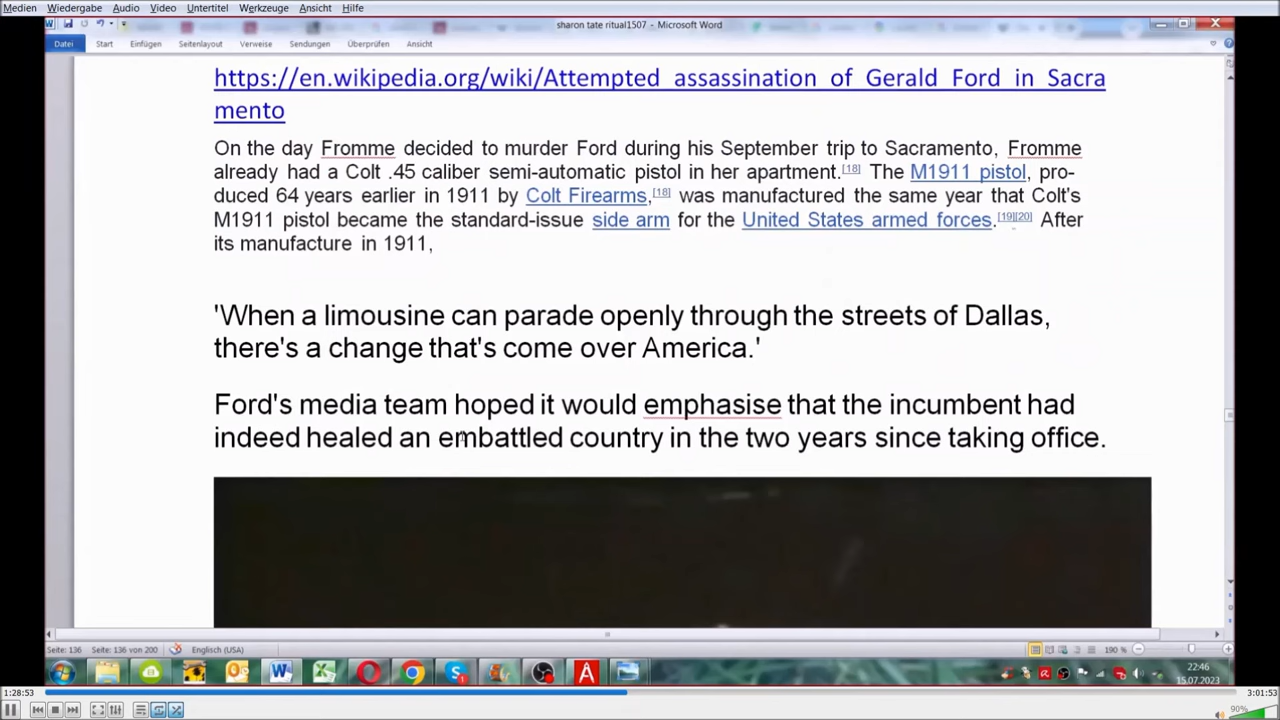 Medien Wiedergabe Audio Video Untertitel Werkzeuge Ansicht Hilfe
sharon tate ritual1507 - Microsoft Word
Datei Start Einfügen Seitenlayout Verweise Sendungen Überprüfen Ansicht
https://en.wikipedia.org/wiki/Attempted_assassination_of_Gerald_Ford_in_Sacra
mento
On the day Fromme decided to murder Ford during his September trip to Sacramento, Fromme
already had a Colt .45 caliber semi-automatic pistol in her apartment.[18] The M1911 pistol, pro-
duced 64 years earlier in 1911 by Colt Firearms,[18] was manufactured the same year that Colt's
M1911 pistol became the standard-issue side arm for the United States armed forces.[19][20] After
its manufacture in 1911,
'When a limousine can parade openly through the streets of Dallas,
there's a change that's come over America.'
Ford's media team hoped it would emphasise that the incumbent had
indeed healed an embattled country in the two years since taking office.
Seite: 136 Seite: 136 von 200 Englisch (USA) 190 %
22:46
15.07.2023
1:28:53 3:01:53
90%